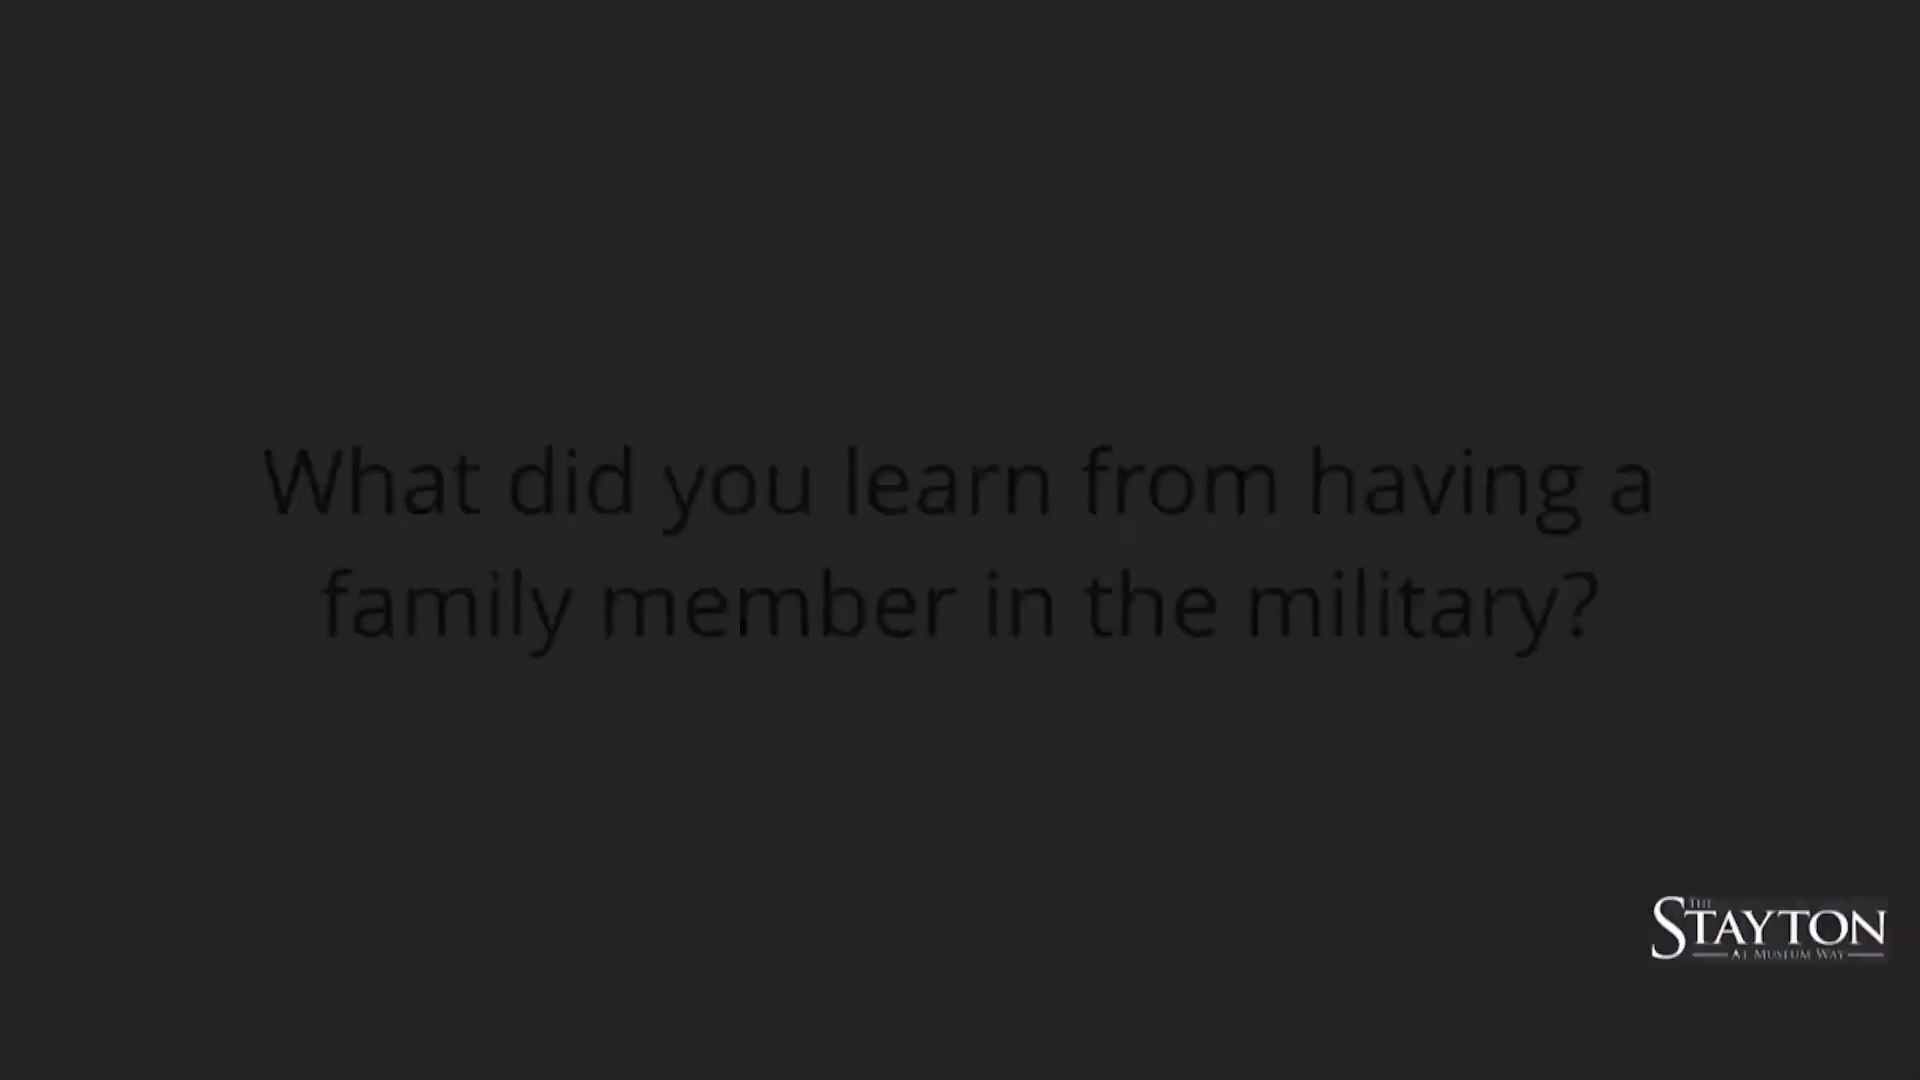 What did you learn from having a
family member in the military?
THE
STAYTON
AT MUSEUM WAY